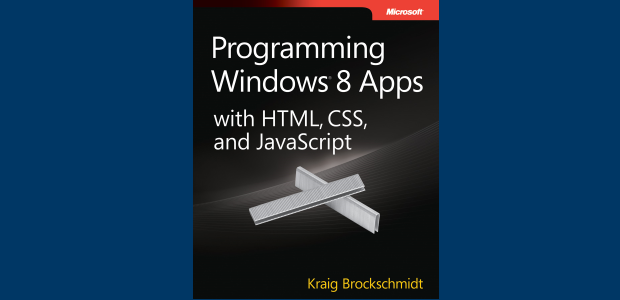 Microsoft®
Programming
Windows® 8 Apps
with HTML, CSS,
and JavaScript
Kraig Brockschmidt